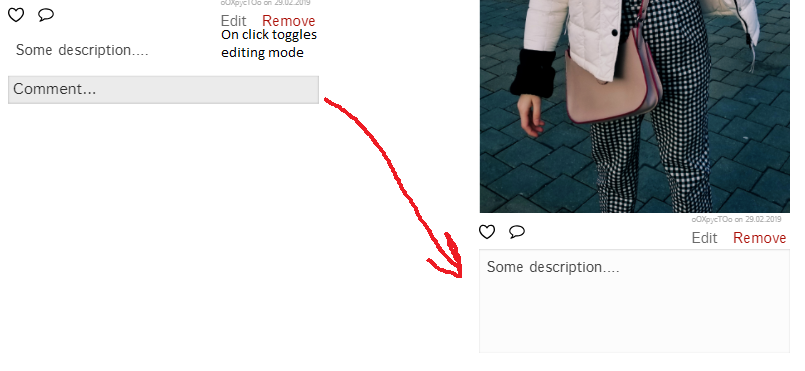 oOXpycTOo on 29.02.2019
Edit Remove
On click toggles
editing mode
Some description....
Comment...
oOXpycTOo on 29.02.2019
Edit Remove
Some description....